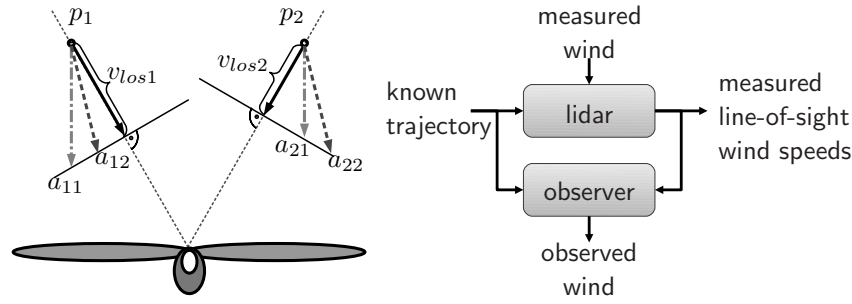 p1
p2
vlos1
vlos2
a11
a12
a21
a22
measured
wind
known
trajectory
lidar
measured
line-of-sight
wind speeds
observer
observed
wind